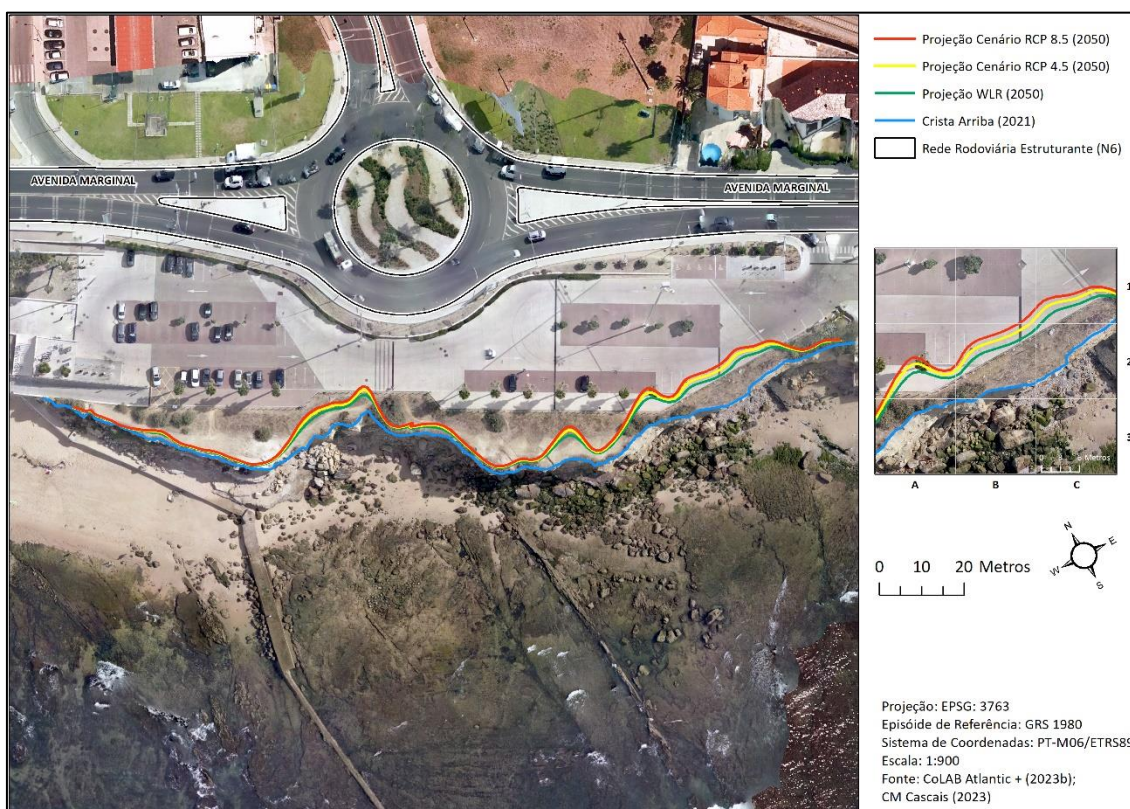 Projeção Cenário RCP 8.5 (2050)
Projeção Cenário RCP 4.5 (2050)
Projeção WLR (2050)
Crista Arriba (2021)
Rede Rodoviária Estruturante (N6)
AVENIDA MARGINAL
AVENIDA MARGINAL
1
2
3
0 Metros
A B C
N
E
W
S
0 10 20 Metros
Projeção: EPSG: 3763
Episóide de Referência: GRS 1980
Sistema de Coordenadas: PT-M06/ETRS89
Escala: 1:900
Fonte: CoLAB Atlantic + (2023b);
CM Cascais (2023)